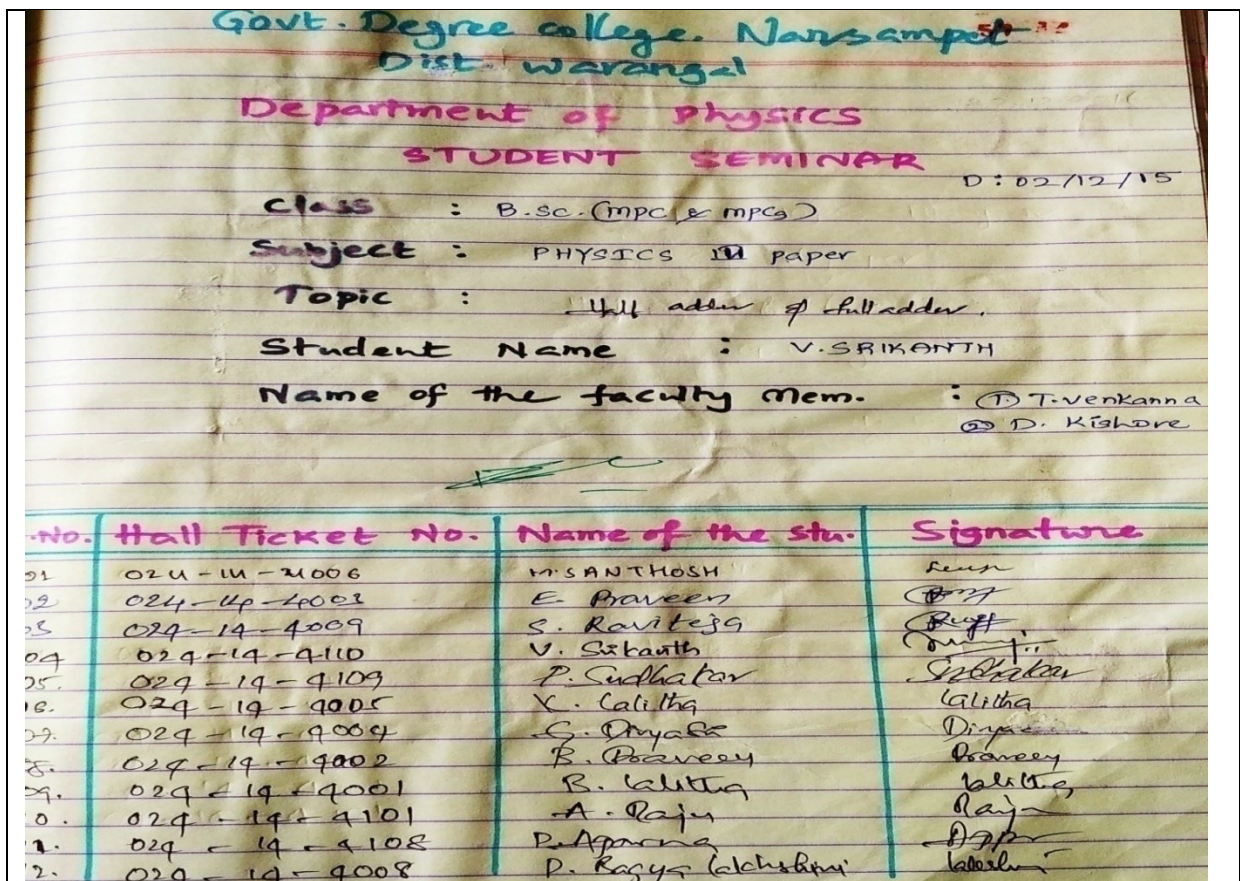 Govt. Degree college. Narsampet
Dist. Warangal
Department of Physics
STUDENT SEMINAR
D: 02/12/15
Class : B.sc. (mpc & mpcs)
Subject : PHYSICS paper
Topic : Half adder & full adder.
Student Name : V. SRIKANTH
Name of the faculty Mem. : ① T. Venkanna
② D. Kishore
.No. Hall Ticket No. Name of the stu. Signature
01 024-14-4006 M. SANTHOSH
02 024-14-4003 E. Praveen
03 024-14-4009 S. Raviteja
04 024-14-4110 V. Srikanth
05. 024-14-4109 P. Sudhakar Sudhakar
06. 024-14-4005 K. Lalitha Lalitha
07. 024-14-4004 G. Divya
08. 024-14-4002 B. Praveen Praveen
09. 024-14-4001 B. Lalitha Lalitha
0. 024-14-4101 A. Raju Raju
1. 024-14-4108 P. Aparna
2. 024-14-4008 P. Lakshmi